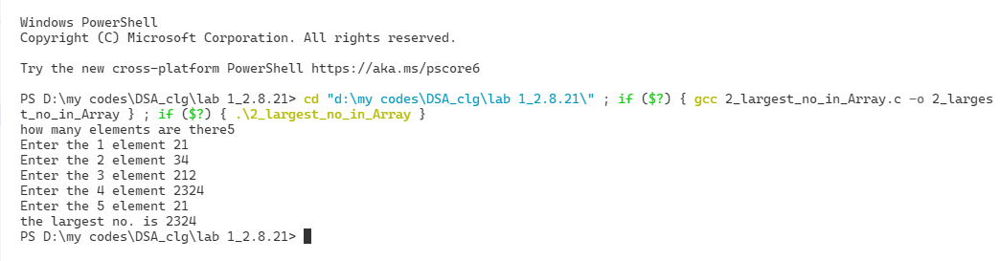 Windows PowerShell
Copyright (C) Microsoft Corporation. All rights reserved.
Try the new cross-platform PowerShell https://aka.ms/pscore6
PS D:\my codes\DSA_clg\lab 1_2.8.21> cd "d:\my codes\DSA_clg\lab 1_2.8.21\" ; if ($?) { gcc 2_largest_no_in_Array.c -o 2_larges
t_no_in_Array } ; if ($?) { .\2_largest_no_in_Array }
how many elements are there5
Enter the 1 element 21
Enter the 2 element 34
Enter the 3 element 212
Enter the 4 element 2324
Enter the 5 element 21
the largest no. is 2324
PS D:\my codes\DSA_clg\lab 1_2.8.21>